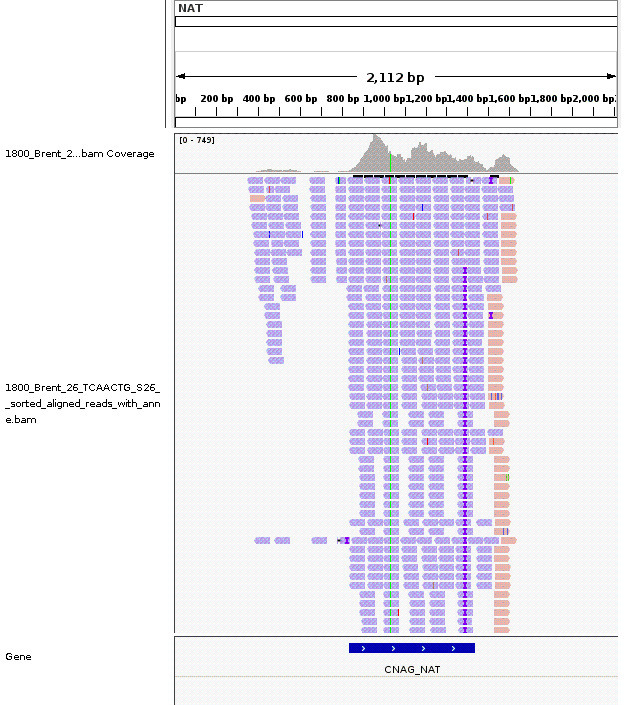 NAT
2,112 bp
bp 200 bp 400 bp 600 bp 800 bp 1,000 bp 1,200 bp 1,400 bp 1,600 bp 1,800 bp 2,000 bp
[0 - 749]
1800_Brent_2...bam Coverage
1800_Brent_26_TCAACTG_S26_
_sorted_aligned_reads_with_ann
e.bam
Gene
CNAG_NAT